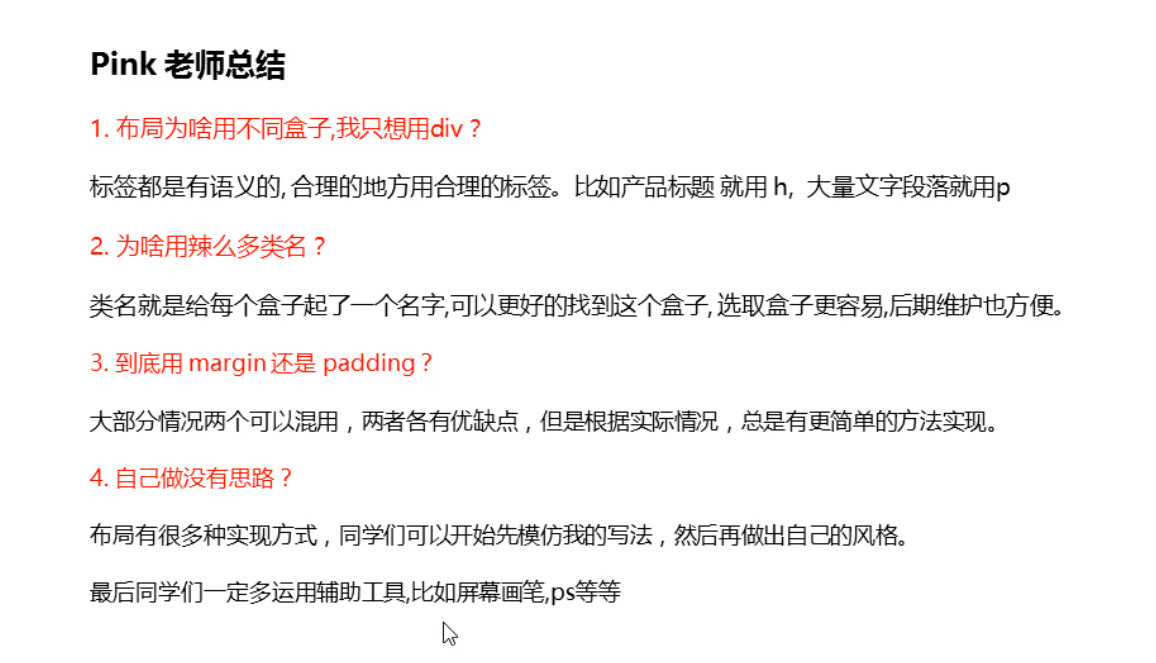 Pink 老师总结
1. 布局为啥用不同盒子,我只想用div？
标签都是有语义的, 合理的地方用合理的标签。比如产品标题 就用 h，大量文字段落就用p
2. 为啥用辣么多类名？
类名就是给每个盒子起了一个名字,可以更好的找到这个盒子, 选取盒子更容易,后期维护也方便。
3. 到底用 margin 还是 padding？
大部分情况两个可以混用，两者各有优缺点，但是根据实际情况，总是有更简单的方法实现。
4. 自己做没有思路？
布局有很多种实现方式，同学们可以开始先模仿我的写法，然后再做出自己的风格。
最后同学们一定多运用辅助工具,比如屏幕画笔,ps等等